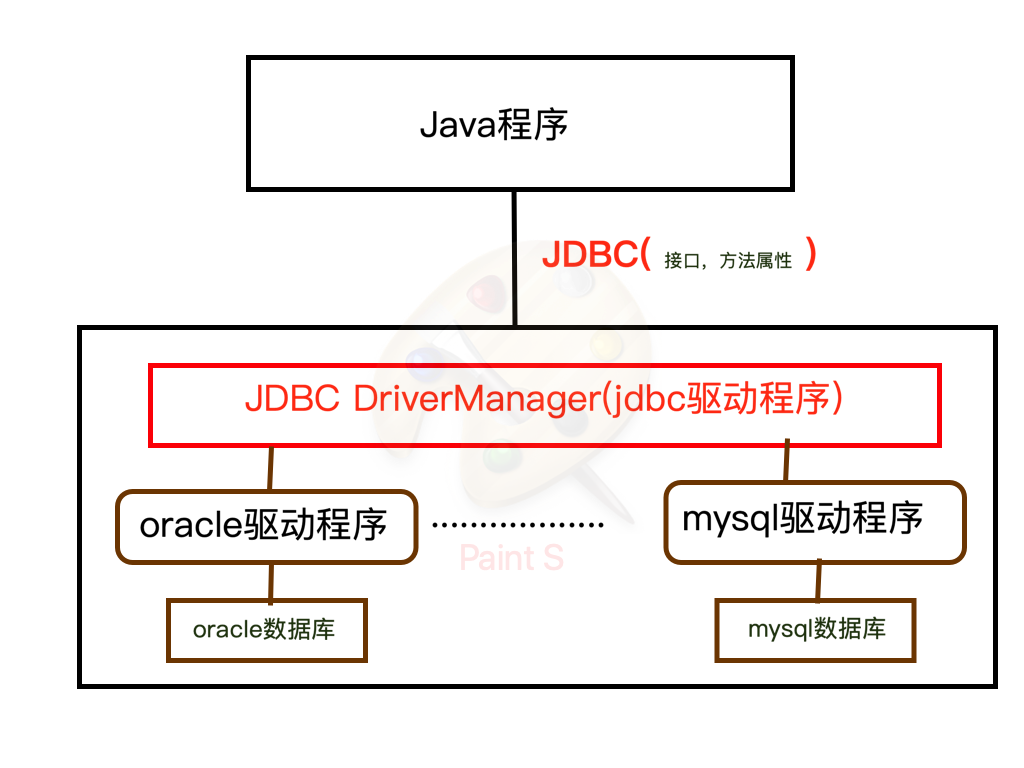 Java程序
JDBC( 接口，方法属性 )
JDBC DriverManager(jdbc驱动程序)
oracle驱动程序 .................. mysql驱动程序
Paint S
oracle数据库 mysql数据库